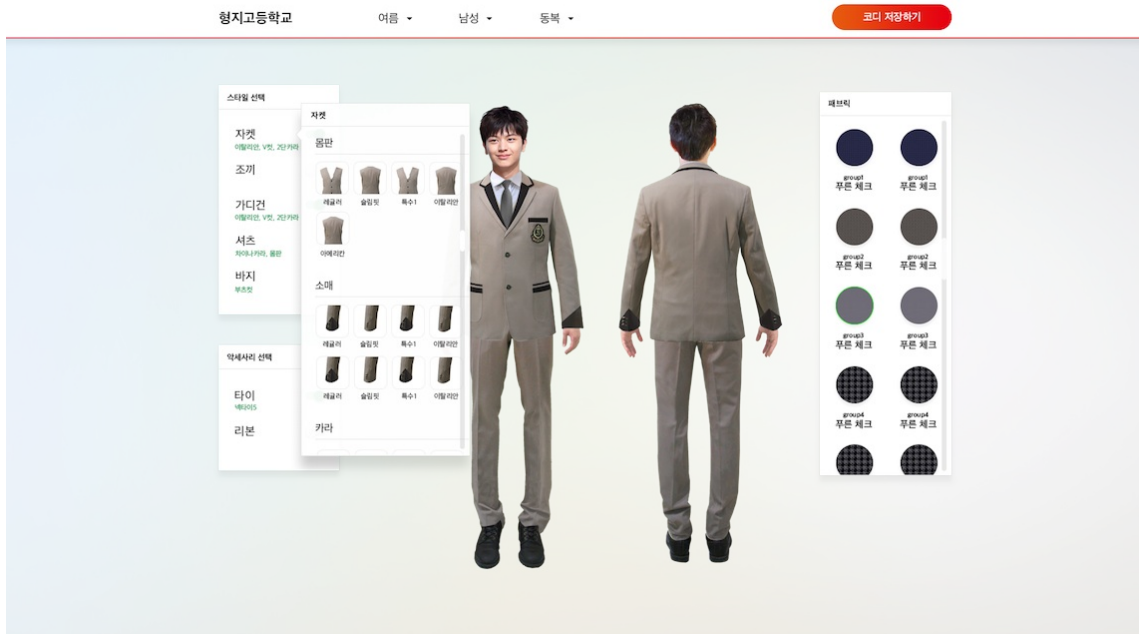 형지고등학교
여름
남성
동복
코디 저장하기
스타일 선택
자켓
이탈리안, V컷, 2단카라
조끼
가디건
이탈리안, V컷, 2단카라
셔츠
차이나카라, 몸판
바지
부츠컷
악세사리 선택
타이
넥타이S
리본
자켓
몸판
레귤러 슬림핏 특수1 이탈리안
아메리칸
소매
레귤러 슬림핏 특수1 이탈리안
레귤러 슬림핏 특수1 이탈리안
카라
패브릭
group1 group1
푸른 체크 푸른 체크
group2 group2
푸른 체크 푸른 체크
group3 group3
푸른 체크 푸른 체크
group4 group4
푸른 체크 푸른 체크